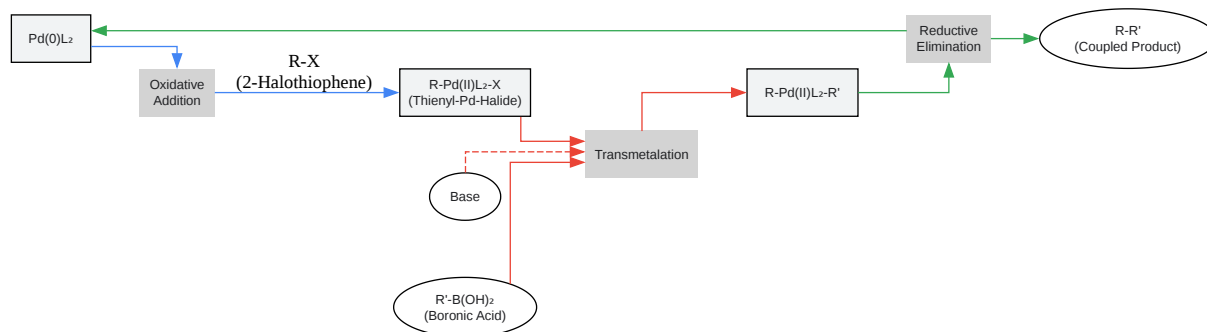 Pd(0)L₂
Oxidative
Addition
R-X
(2-Halothiophene)
R-Pd(II)L₂-X
(Thienyl-Pd-Halide)
Base
R'-B(OH)₂
(Boronic Acid)
Transmetalation
R-Pd(II)L₂-R'
Reductive
Elimination
R-R'
(Coupled Product)